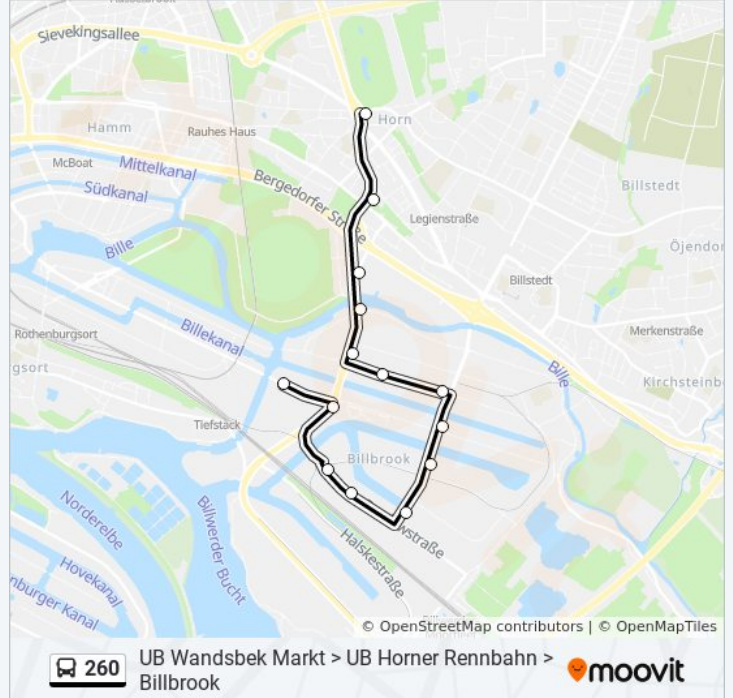 Sievekingsallee
Horn
Hamm
Rauhes Haus
McBoat
Mittelkanal
Südkanal
Bergedorfer Straße
Billstedt
Legienstraße
Bille
Öjendor
Billstedt
Rothenburgsort
Billekanal
Merkenstraße
gsort
Bille
Kirchsteinb
Tiefstack
Billbrook
Norderelbe
Billwerder Bucht
wstraße
Halskestraße
Hovekanal
nburger Kanal
© OpenStreetMap contributors | © OpenMapTiles
260
UB Wandsbek Markt > UB Horner Rennbahn >
Billbrook
moovit